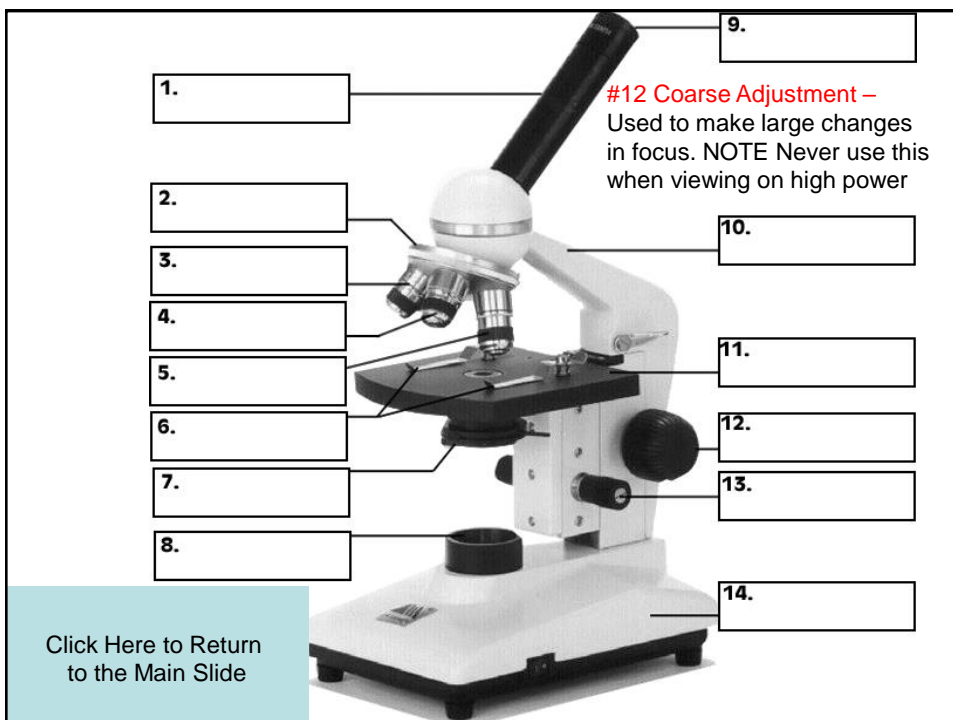 9.
1.
#12 Coarse Adjustment –
Used to make large changes
in focus. NOTE Never use this
when viewing on high power
2.
10.
3.
4.
5.
11.
6.
12.
7.
13.
8.
14.
Click Here to Return
to the Main Slide